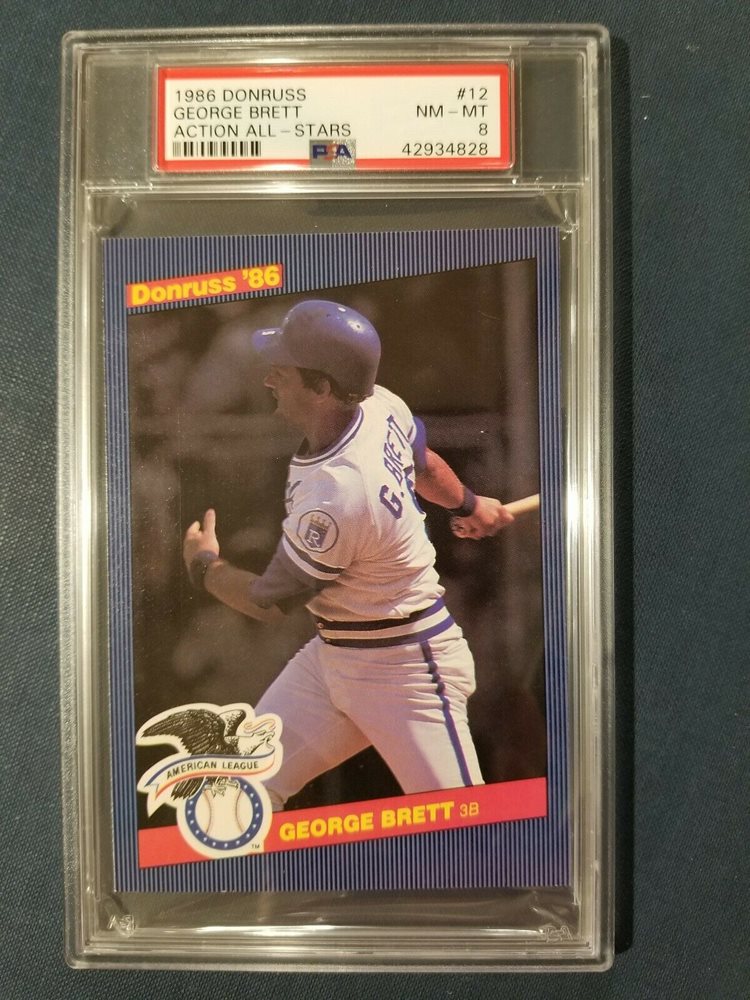 1986 DONRUSS #12
GEORGE BRETT NM – MT
ACTION ALL – STARS 8
PSA 42934828
Donruss '86
G. BRETT
R
AMERICAN LEAGUE
TM
GEORGE BRETT 3B